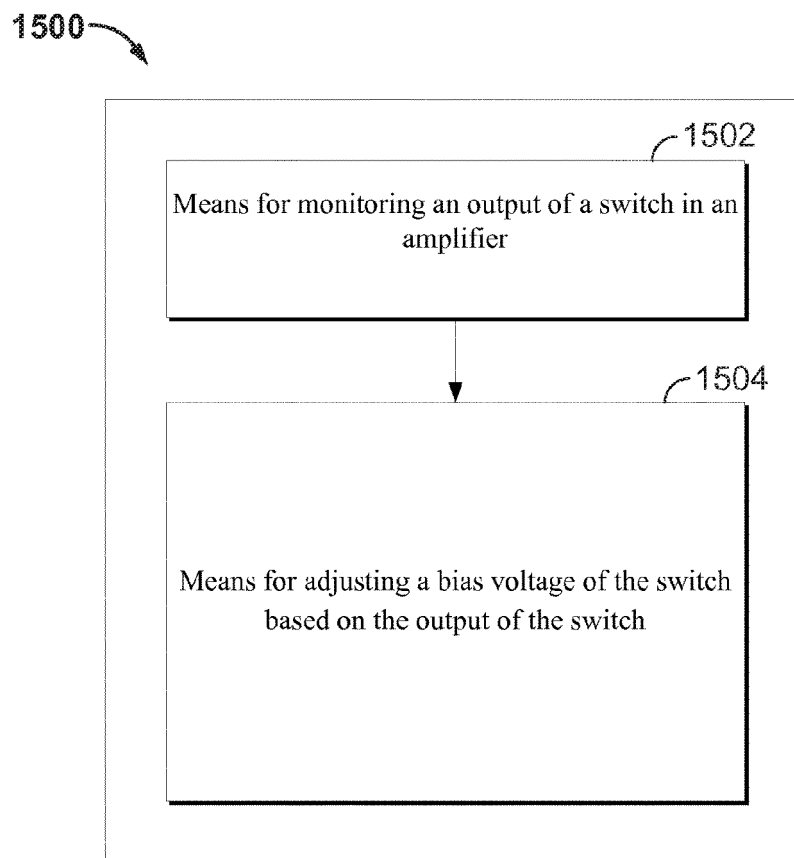 1500
1502
Means for monitoring an output of a switch in an
amplifier
1504
Means for adjusting a bias voltage of the switch
based on the output of the switch